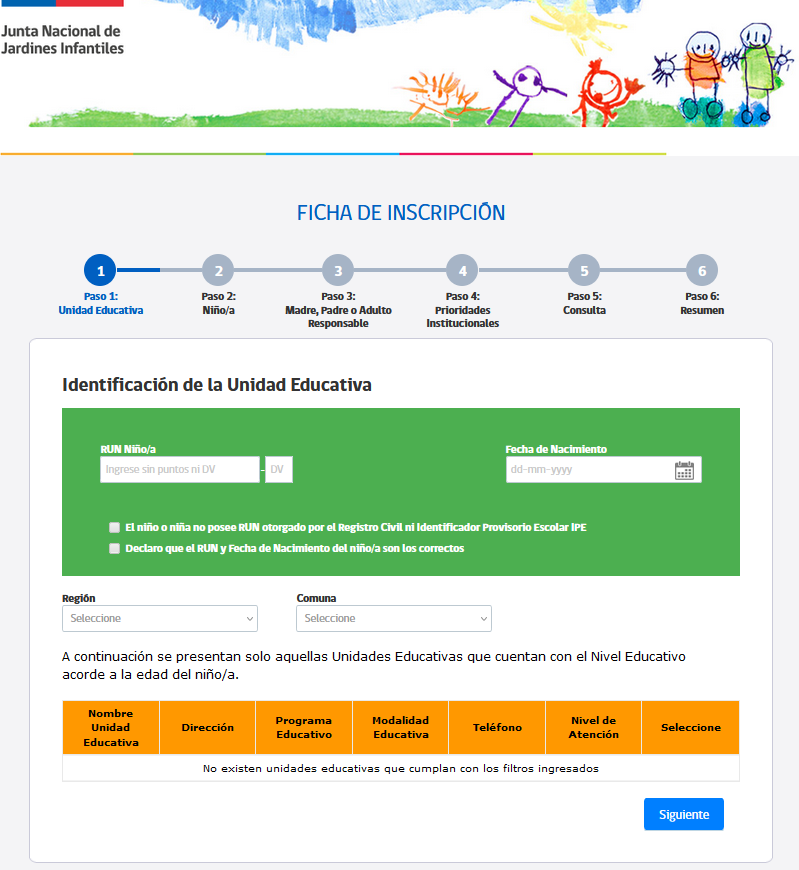 Junta Nacional de
Jardines Infantiles
FICHA DE INSCRIPCIÓN
1
2
3
4
5
6
Paso 1:
Unidad Educativa
Paso 2:
Niño/a
Paso 3:
Madre, Padre o Adulto
Responsable
Paso 4:
Prioridades
Institucionales
Paso 5:
Consulta
Paso 6:
Resumen
Identificación de la Unidad Educativa
RUN Niño/a
Ingrese sin puntos ni DV
-
DV
Fecha de Nacimiento
dd-mm-yyyy
El niño o niña no posee RUN otorgado por el Registro Civil ni Identificador Provisorio Escolar IPE
Declaro que el RUN y Fecha de Nacimiento del niño/a son los correctos
Región
Seleccione
Comuna
Seleccione
A continuación se presentan solo aquellas Unidades Educativas que cuentan con el Nivel Educativo
acorde a la edad del niño/a.
Nombre
Unidad
Educativa
Dirección
Programa
Educativo
Modalidad
Educativa
Teléfono
Nivel de
Atención
Seleccione
No existen unidades educativas que cumplan con los filtros ingresados
Siguiente